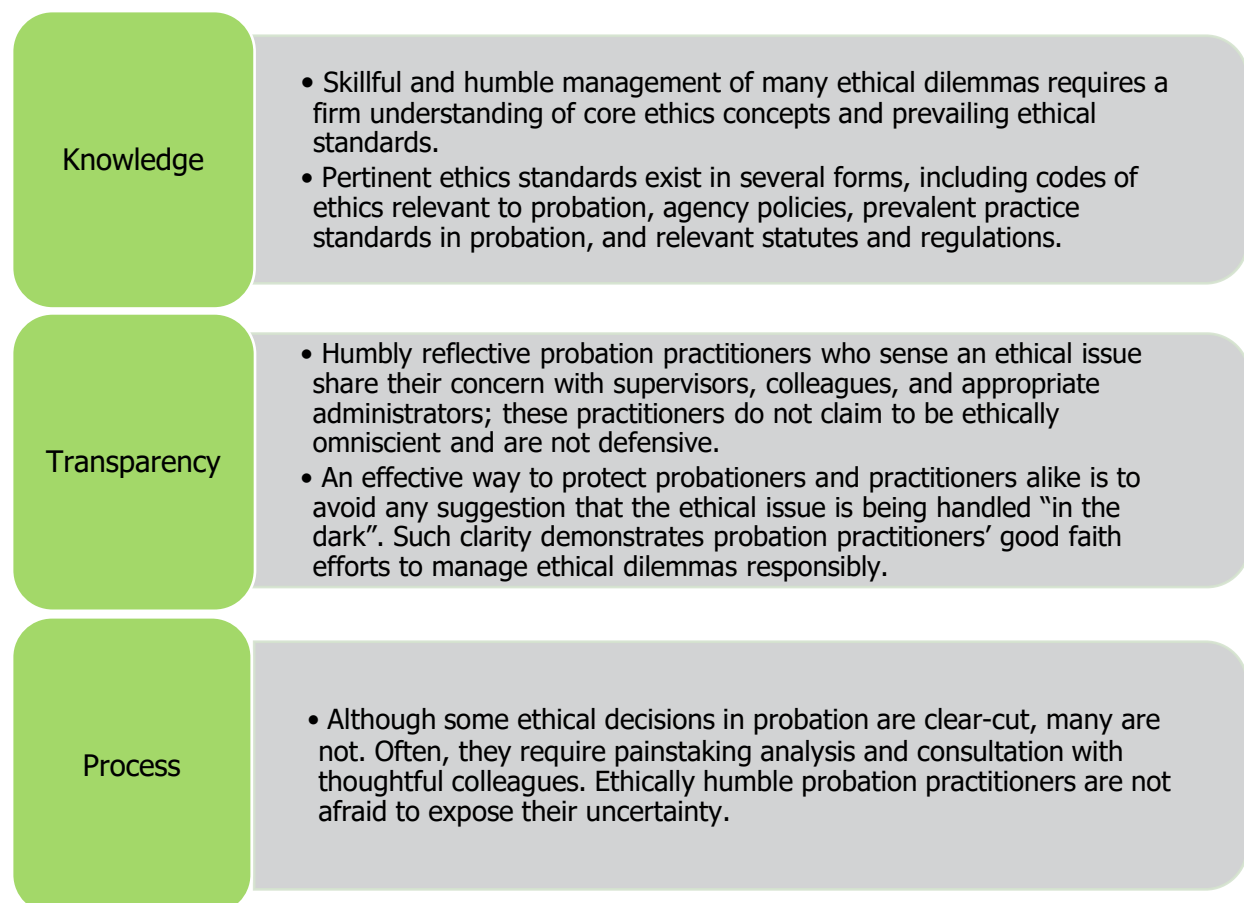 Knowledge
• Skillful and humble management of many ethical dilemmas requires a
firm understanding of core ethics concepts and prevailing ethical
standards.
• Pertinent ethics standards exist in several forms, including codes of
ethics relevant to probation, agency policies, prevalent practice
standards in probation, and relevant statutes and regulations.
Transparency
• Humbly reflective probation practitioners who sense an ethical issue
share their concern with supervisors, colleagues, and appropriate
administrators; these practitioners do not claim to be ethically
omniscient and are not defensive.
• An effective way to protect probationers and practitioners alike is to
avoid any suggestion that the ethical issue is being handled “in the
dark”. Such clarity demonstrates probation practitioners’ good faith
efforts to manage ethical dilemmas responsibly.
Process
• Although some ethical decisions in probation are clear-cut, many are
not. Often, they require painstaking analysis and consultation with
thoughtful colleagues. Ethically humble probation practitioners are not
afraid to expose their uncertainty.